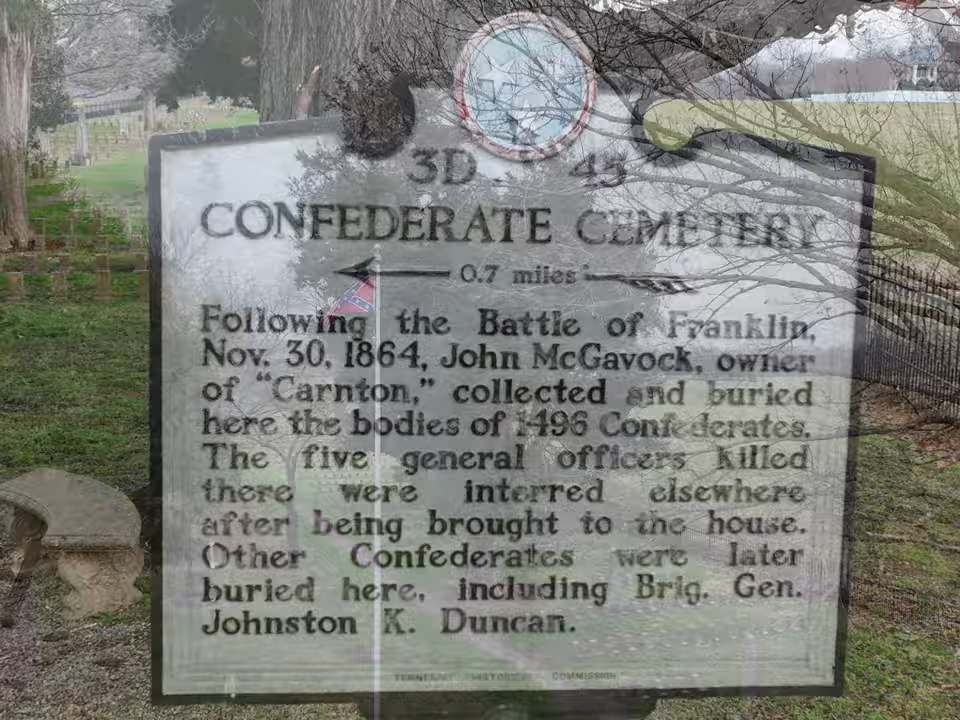 3D 45
CONFEDERATE CEMETERY
0.7 miles
Following the Battle of Franklin,
Nov. 30, 1864, John McGavock, owner
of “Carnton,” collected and buried
here the bodies of 1496 Confederates.
The five general officers killed
there were interred elsewhere
after being brought to the house.
Other Confederates were later
buried here, including Brig. Gen.
Johnston K. Duncan.
TENNESSEE HISTORICAL COMMISSION